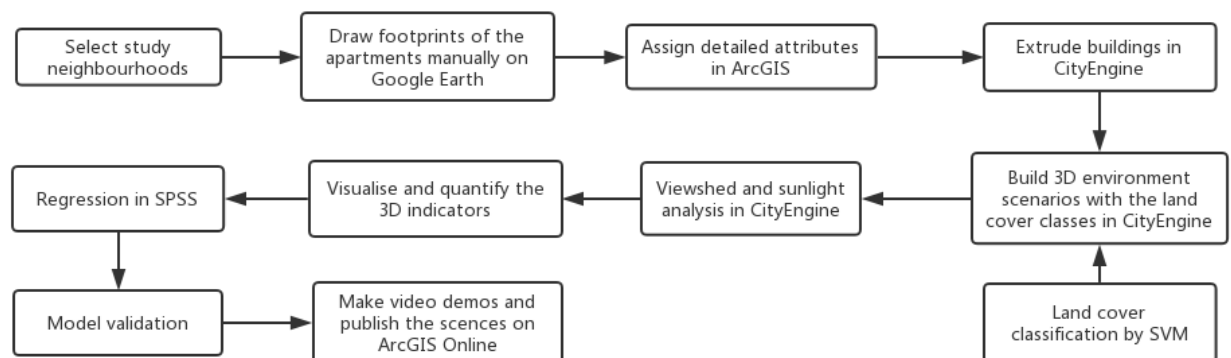 Select study
neighbourhoods
Draw footprints of the
apartments manually on
Google Earth
Assign detailed attributes
in ArcGIS
Extrude buildings in
CityEngine
Build 3D environment
scenarios with the land
cover classes in CityEngine
Viewshed and sunlight
analysis in CityEngine
Visualise and quantify the
3D indicators
Regression in SPSS
Model validation
Make video demos and
publish the scences on
ArcGIS Online
Land cover
classification by SVM